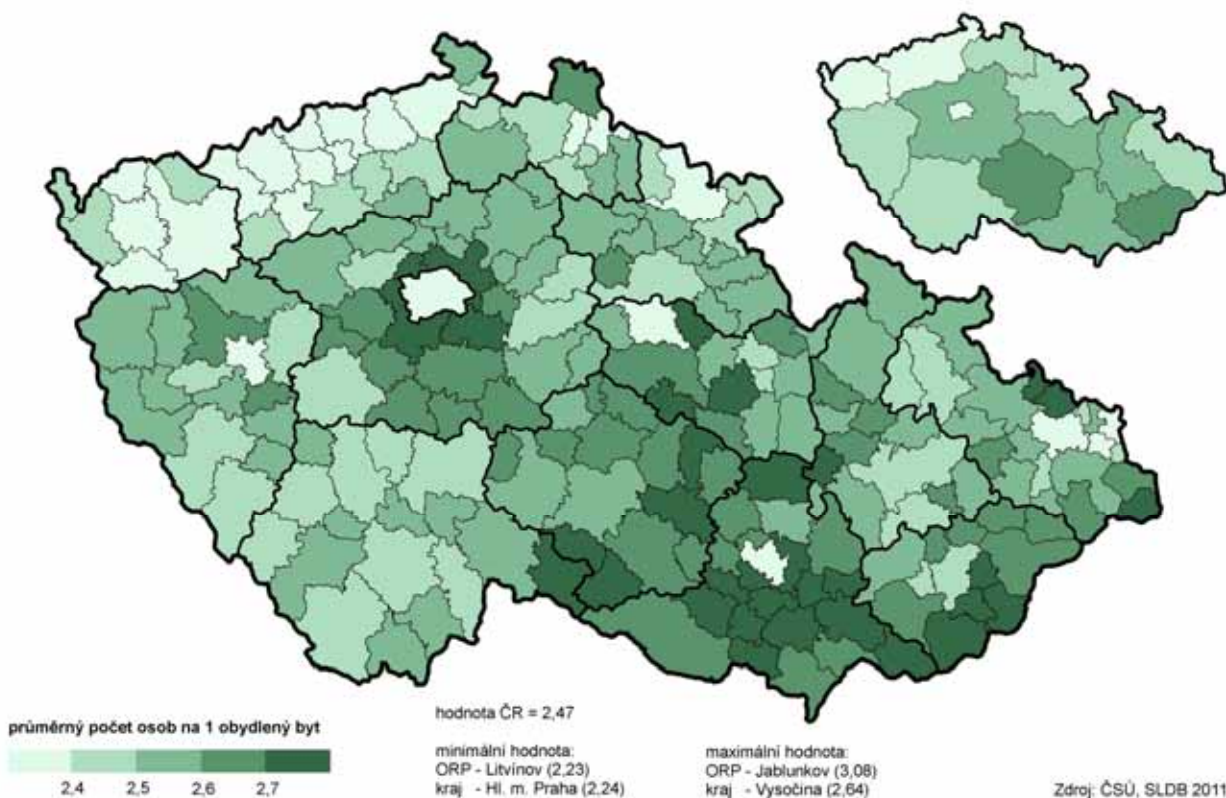 průměrný počet osob na 1 obydlený byt
2,4 2,5 2,6 2,7
hodnota ČR = 2,47
minimální hodnota:
ORP - Litvínov (2,23)
kraj - Hl. m. Praha (2,24)
maximální hodnota:
ORP - Jablunkov (3,08)
kraj - Vysočina (2,64)
Zdroj: ČSÚ, SLDB 2011